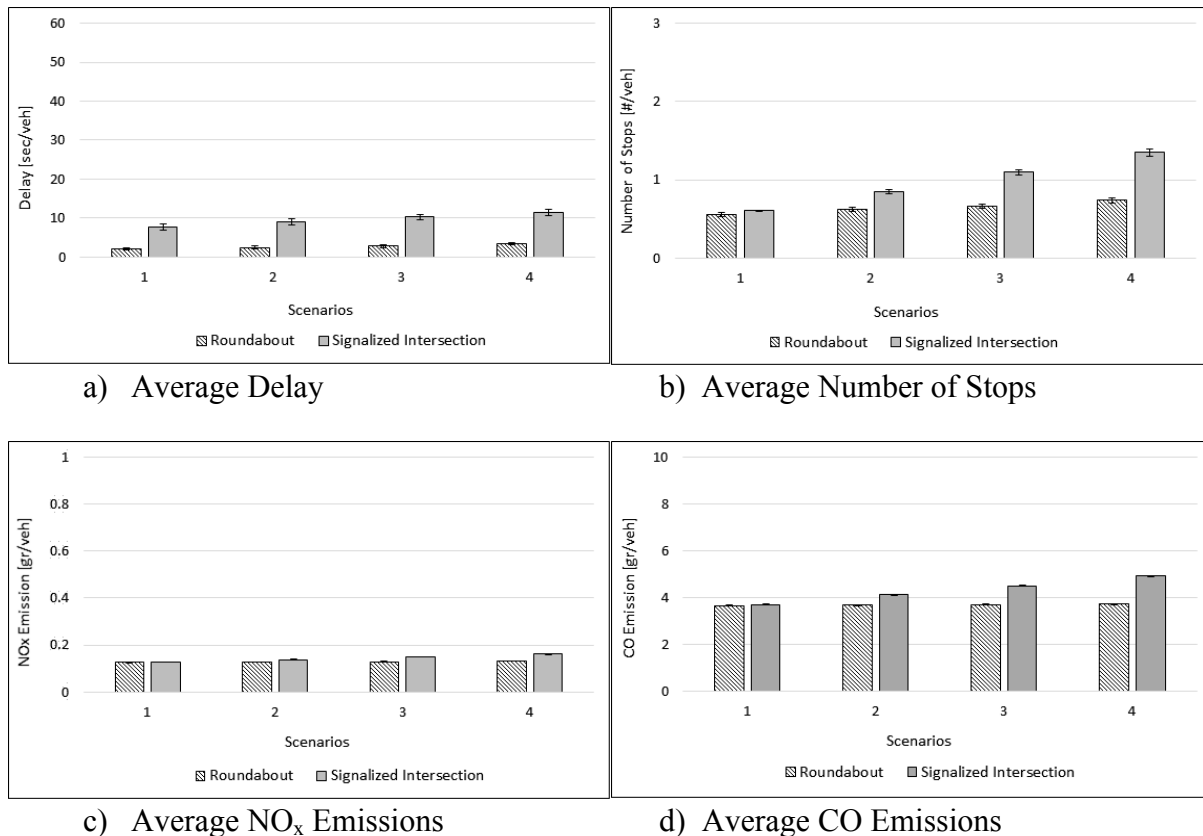 60
50
40
30
20
10
0
Delay [sec/veh]
1 2 3 4
Scenarios
Roundabout Signalized Intersection
a) Average Delay
3
2
1
0
Number of Stops [#/veh]
1 2 3 4
Scenarios
Roundabout Signalized Intersection
b) Average Number of Stops
1
0.8
0.6
0.4
0.2
0
NOx Emission [gr/veh]
1 2 3 4
Scenarios
Roundabout Signalized Intersection
c) Average NOx Emissions
10
8
6
4
2
0
CO Emission [gr/veh]
1 2 3 4
Scenarios
Roundabout Signalized Intersection
d) Average CO Emissions